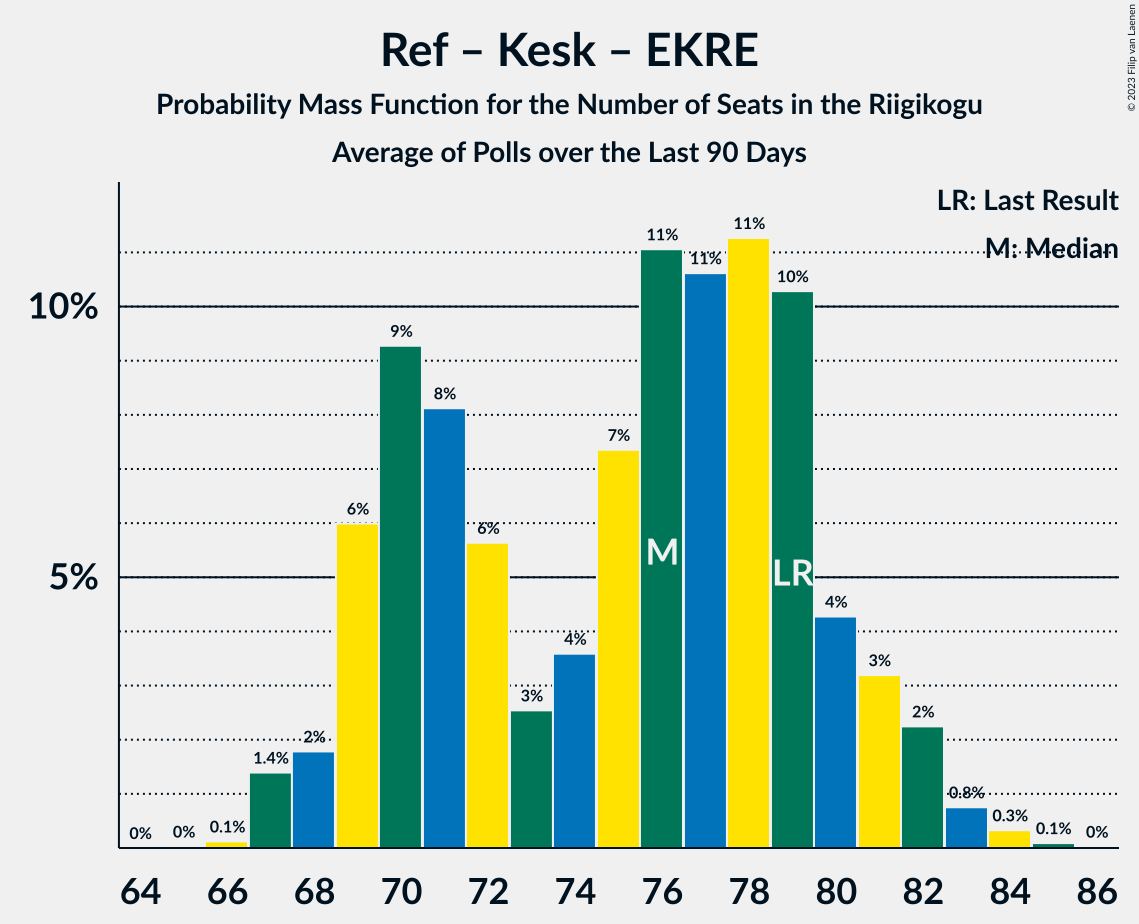 Ref – Kesk – EKRE
Probability Mass Function for the Number of Seats in the Riigikogu
Average of Polls over the Last 90 Days
© 2023 Filip van Laenen
LR: Last Result
M: Median
10%
5%
0%
0%
0.1%
1.4%
2%
6%
9%
8%
6%
3%
4%
7%
11%
11%
11%
10%
4%
3%
2%
0.8%
0.3%
0.1%
0%
M
LR
64 66 68 70 72 74 76 78 80 82 84 86